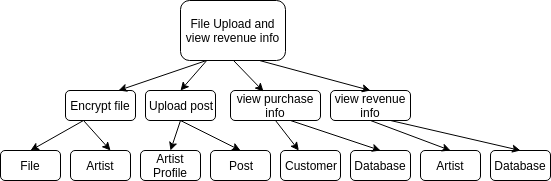 File Upload and
view revenue info
Encrypt file
Upload post
view purchase
info
view revenue
info
File
Artist
Artist
Profile
Post
Customer
Database
Artist
Database